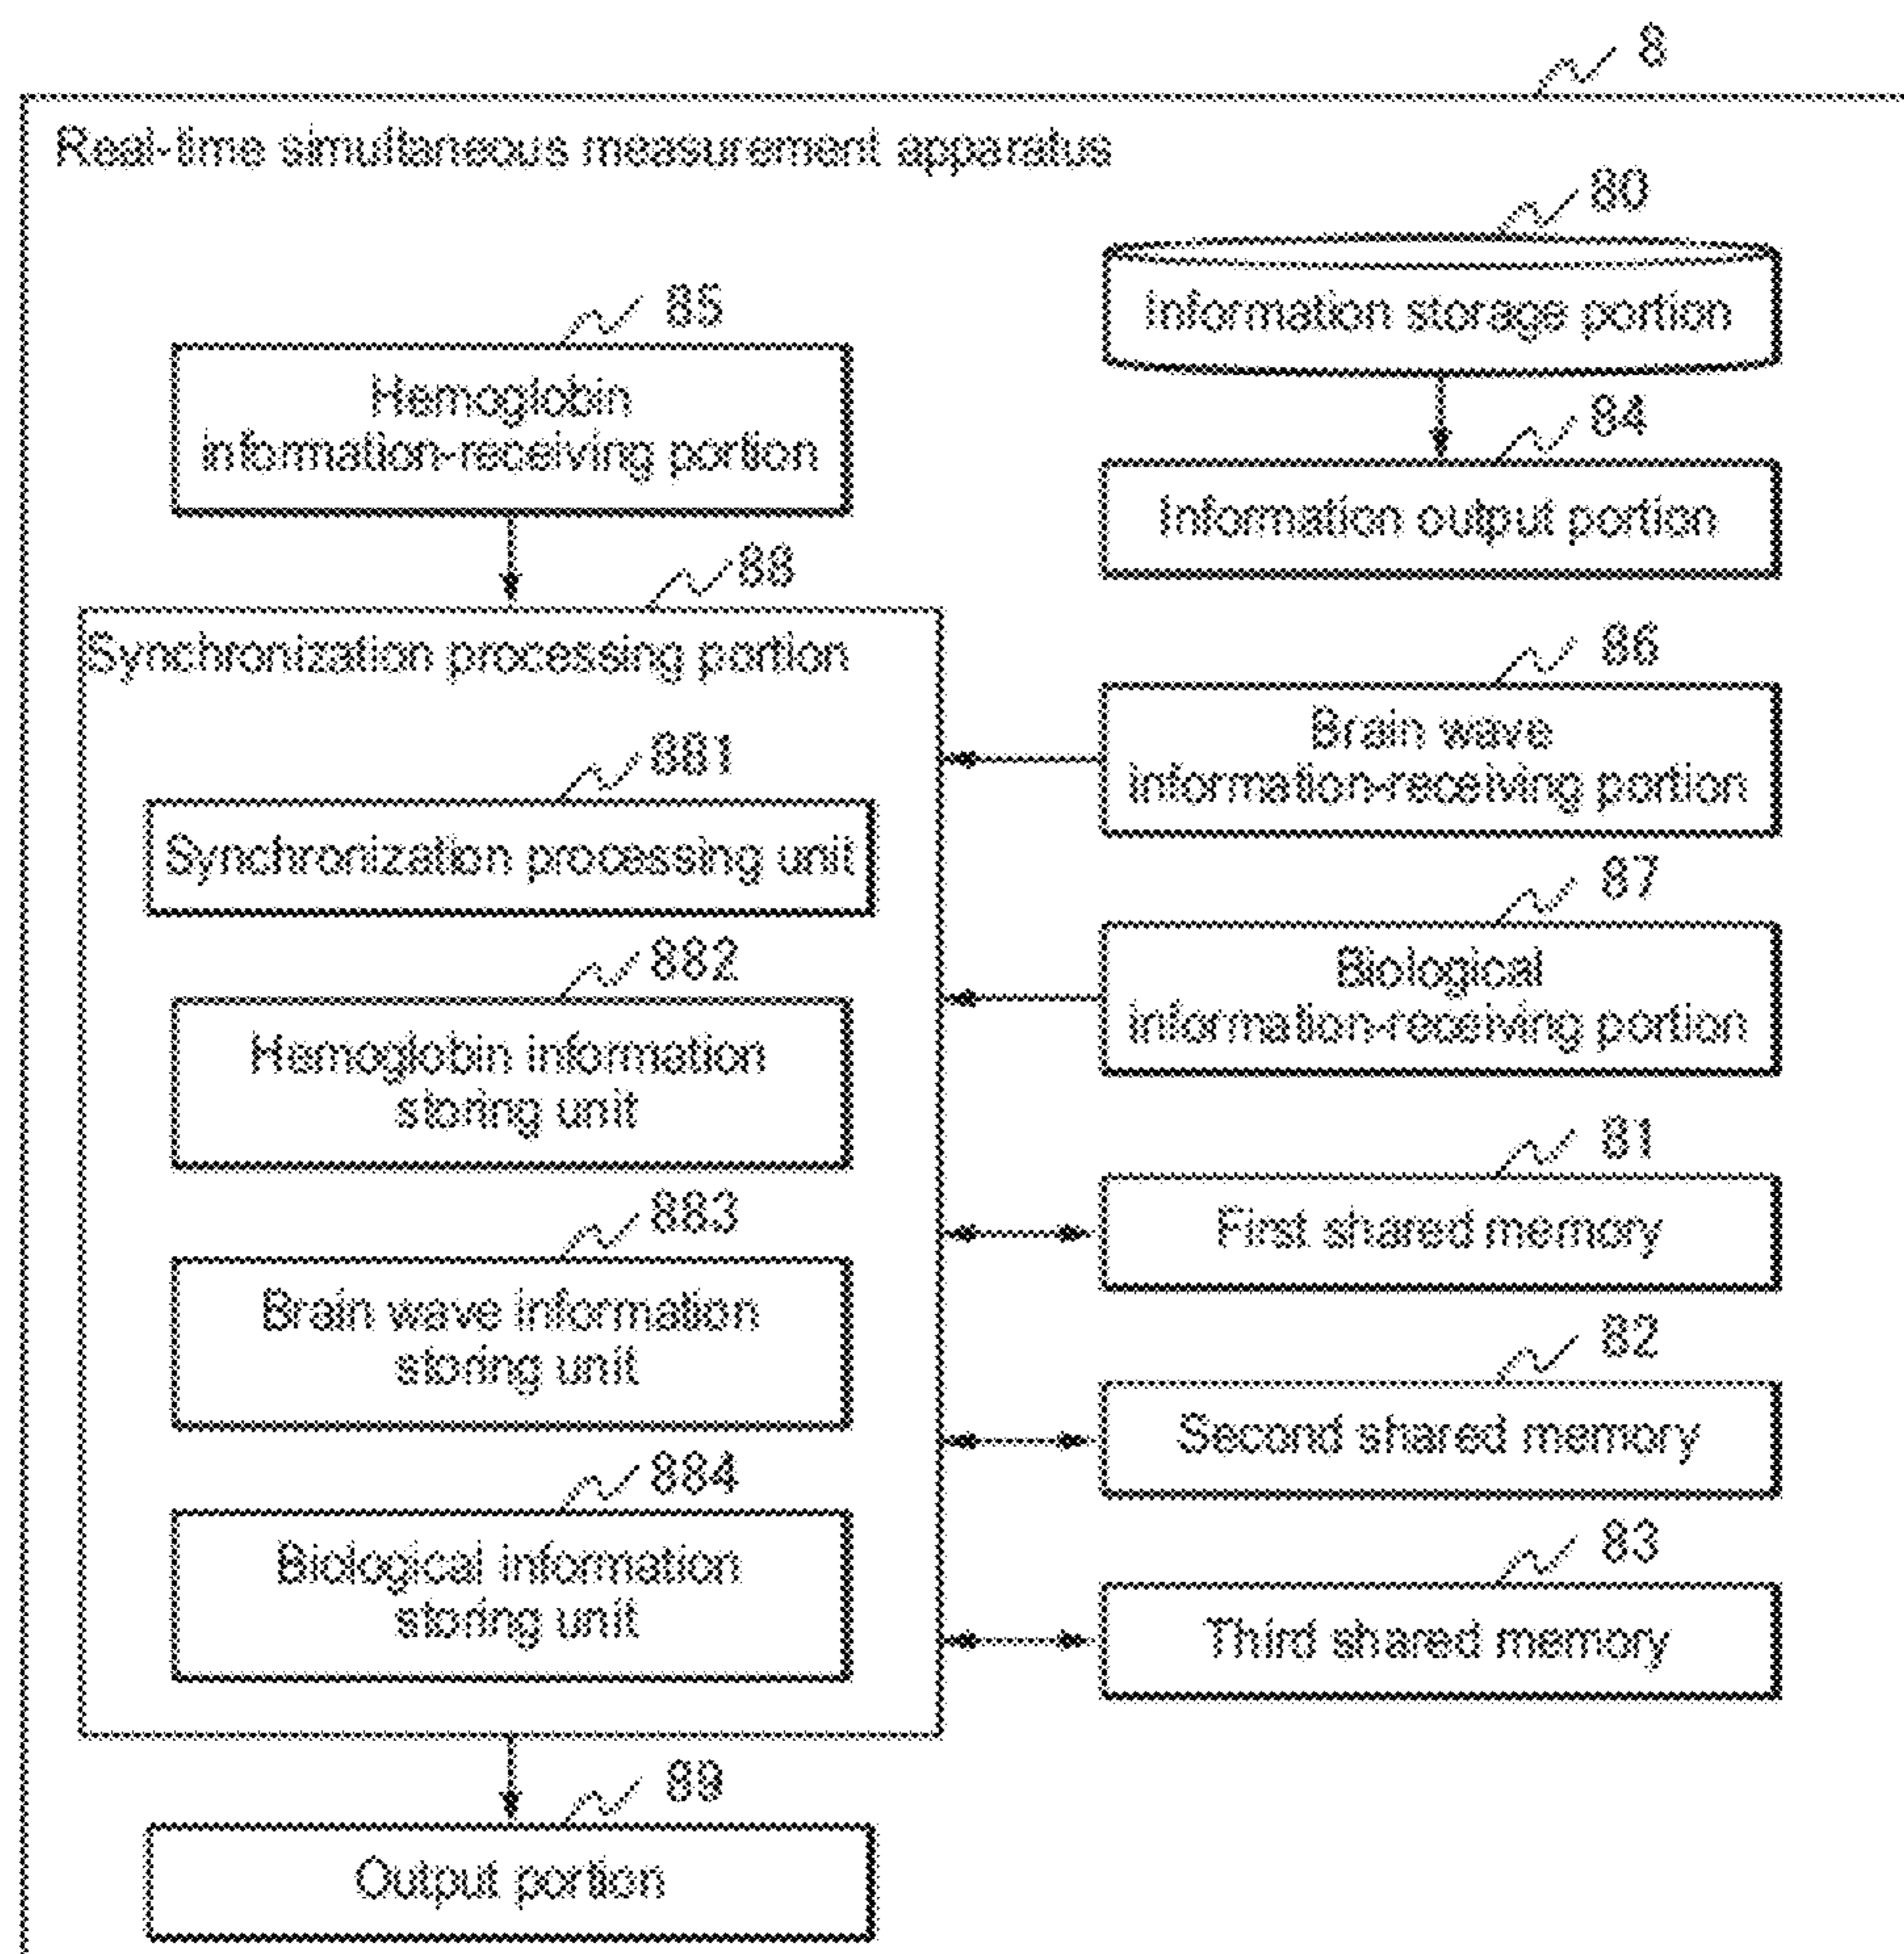 8
Real-time simultaneous measurement apparatus
80
Information storage portion
85
Hemoglobin
information-receiving portion
84
Information output portion
88
Synchronization processing portion
86
Brain wave
information-receiving portion
881
Synchronization processing unit
87
Biological
information-receiving portion
882
Hemoglobin information
storing unit
81
First shared memory
883
Brain wave information
storing unit
82
Second shared memory
884
Biological information
storing unit
83
Third shared memory
89
Output portion